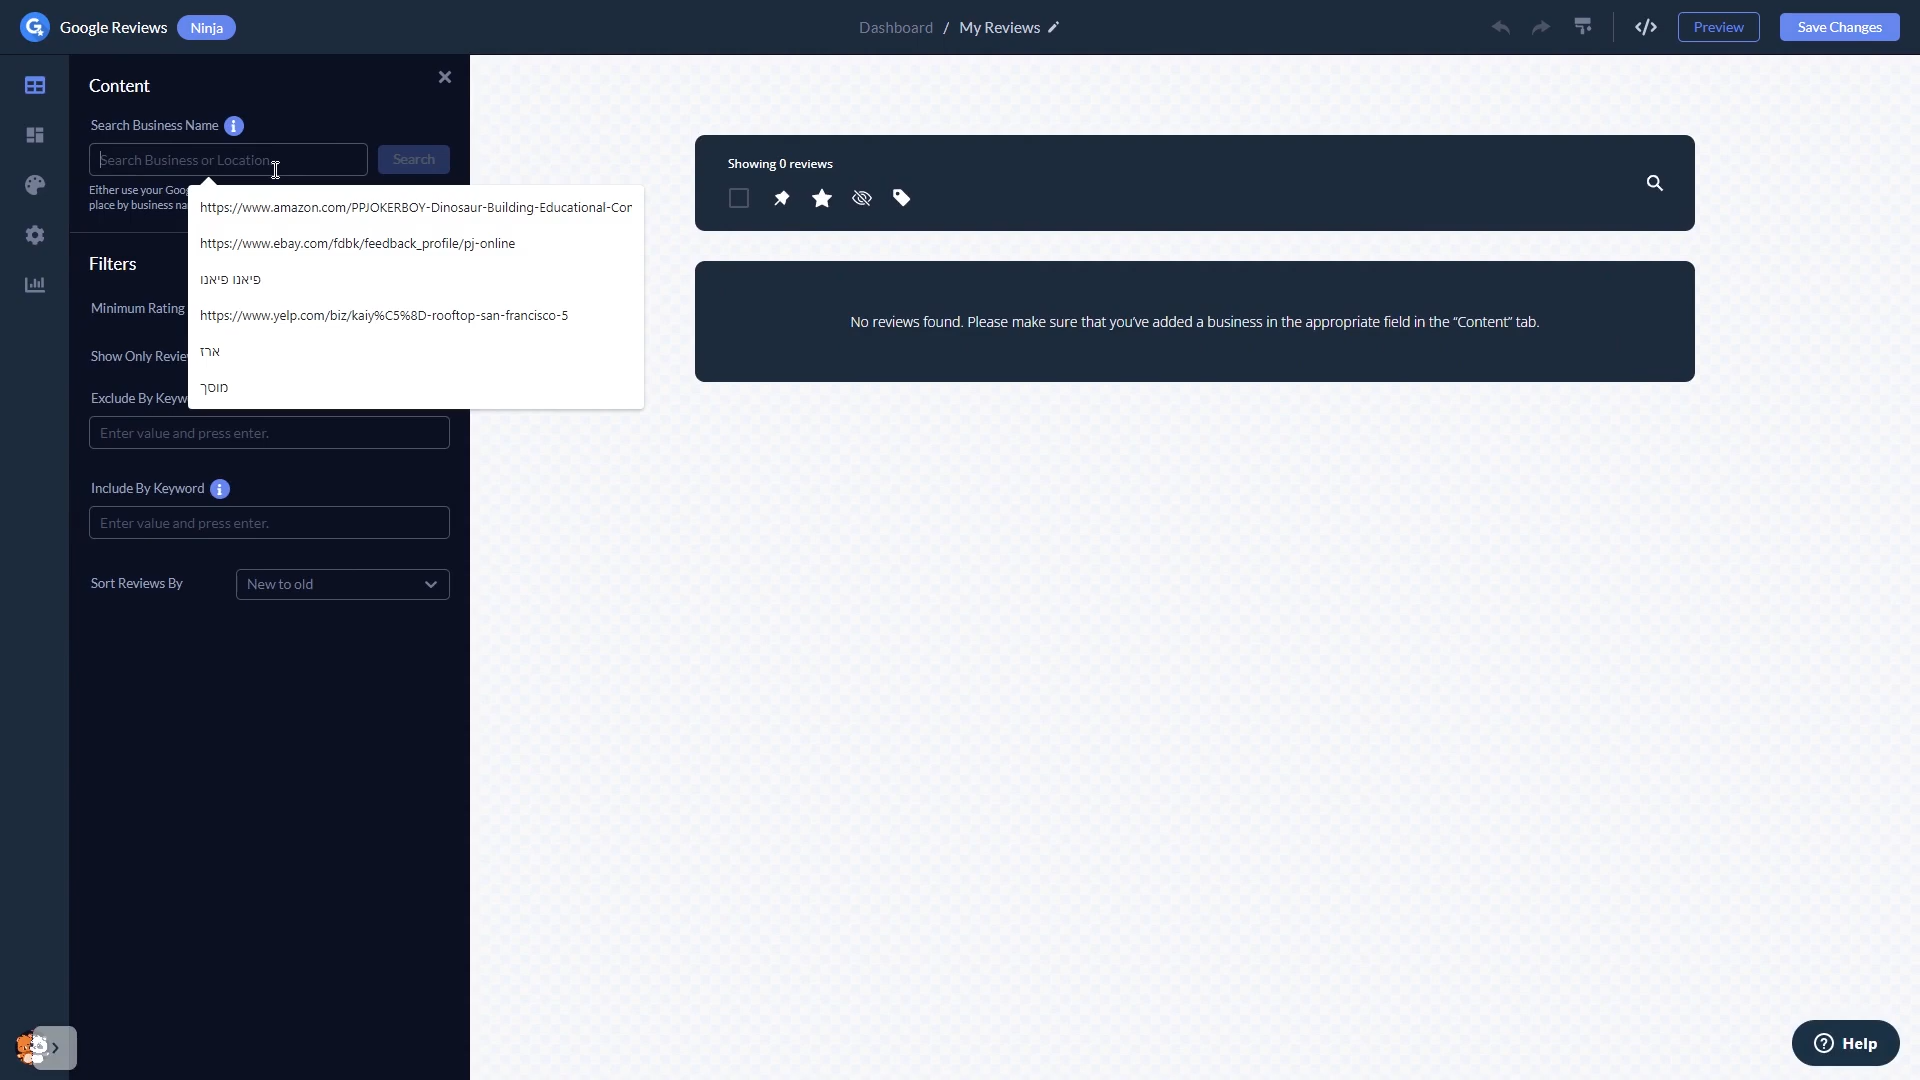 Google Reviews Ninja
Dashboard / My Reviews
Preview
Save Changes
Content
Search Business Name
Search Business or Location
Search
Either use your Goog
place by business na
https://www.amazon.com/PPJOKERBOY-Dinosaur-Building-Educational-Cor
https://www.ebay.com/fdbk/feedback_profile/pj-online
פיאנו פיאנו
https://www.yelp.com/biz/kaiy%C5%8D-rooftop-san-francisco-5
ארז
מוסך
Filters
Minimum Rating
Show Only Revie
Exclude By Keyw
Enter value and press enter.
Include By Keyword
Enter value and press enter.
Sort Reviews By
New to old
Showing 0 reviews
No reviews found. Please make sure that you've added a business in the appropriate field in the “Content” tab.
Help